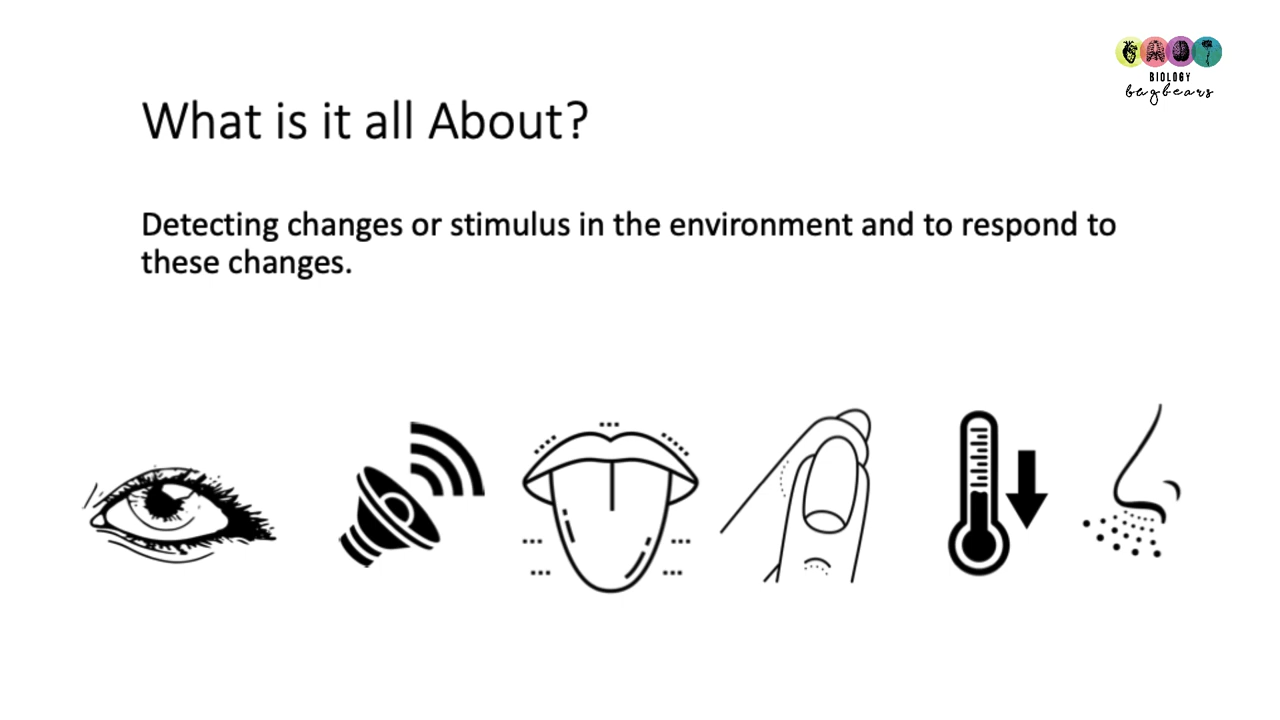 BIOLOGY
bagbears
What is it all About?
Detecting changes or stimulus in the environment and to respond to
these changes.